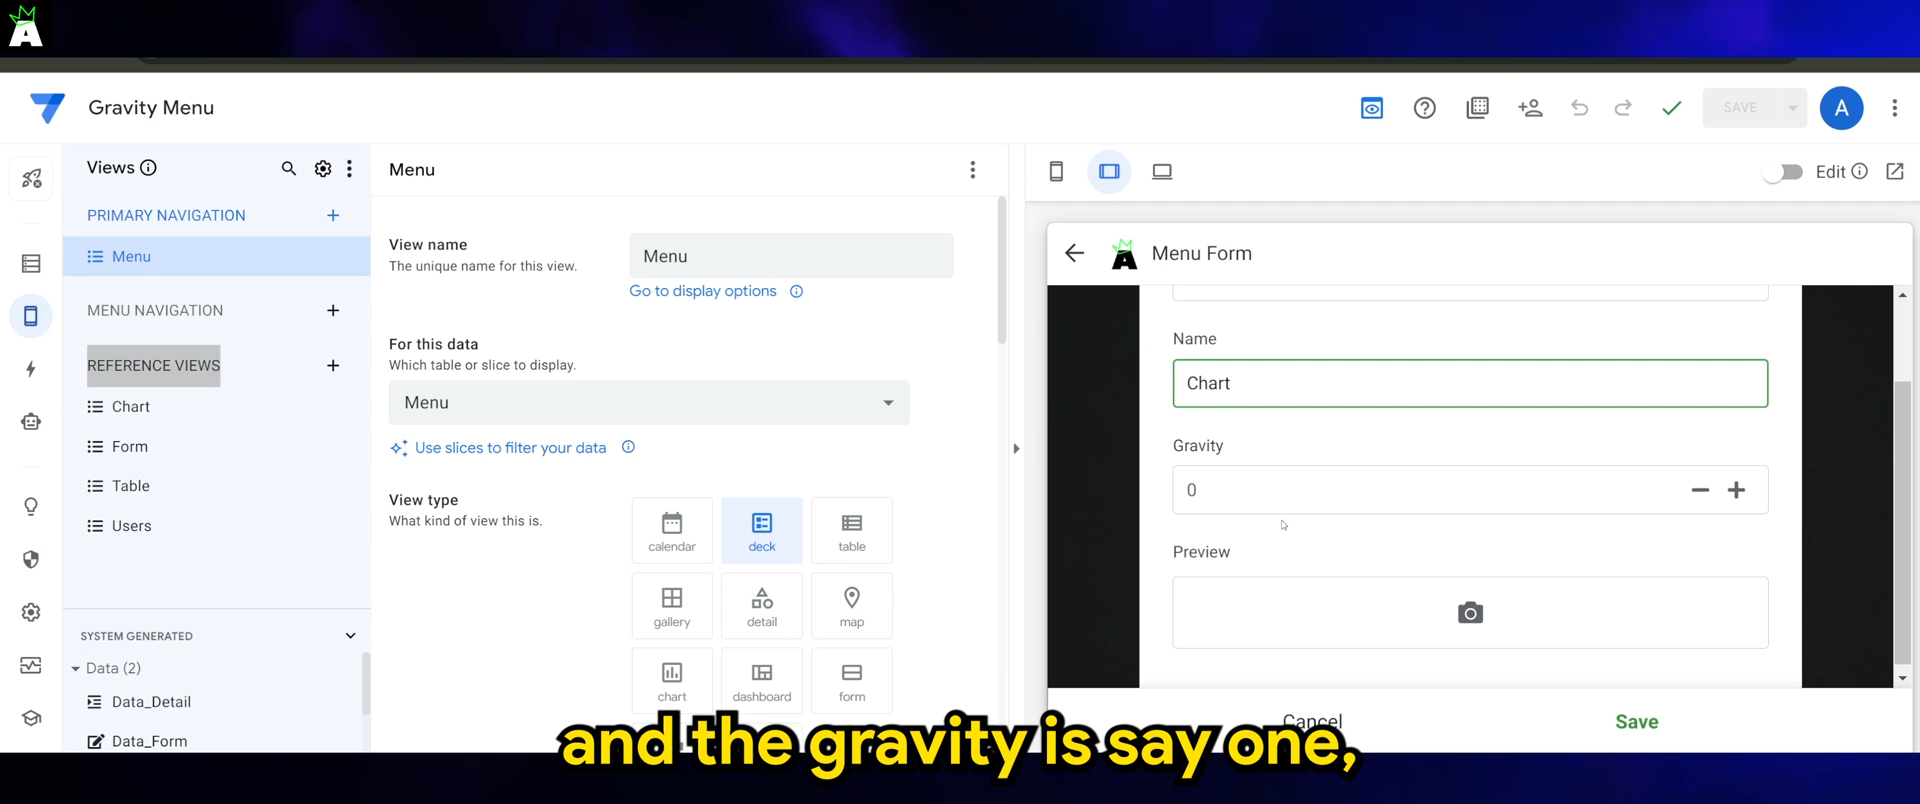 A
Gravity Menu
SAVE
A
Views
PRIMARY NAVIGATION
Menu
MENU NAVIGATION
REFERENCE VIEWS
Chart
Form
Table
Users
SYSTEM GENERATED
Data (2)
Data_Detail
Data_Form
Menu
View name
The unique name for this view.
Menu
Go to display options
For this data
Which table or slice to display.
Menu
Use slices to filter your data
View type
What kind of view this is.
calendar
deck
table
gallery
detail
map
chart
dashboard
form
Edit
A
Menu Form
Name
Chart
Gravity
0
Preview
Cancel
Save
and the gravity is say one,